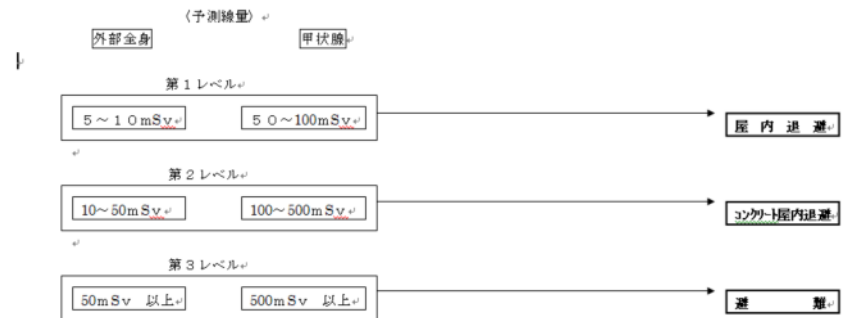 〈予測線量〉
外部全身 甲状腺
第1レベル
5~10mSv 50~100mSv 屋内退避
第2レベル
10~50mSv 100~500mSv コンクリート屋内退避
第3レベル
50mSv 以上 500mSv 以上 避難